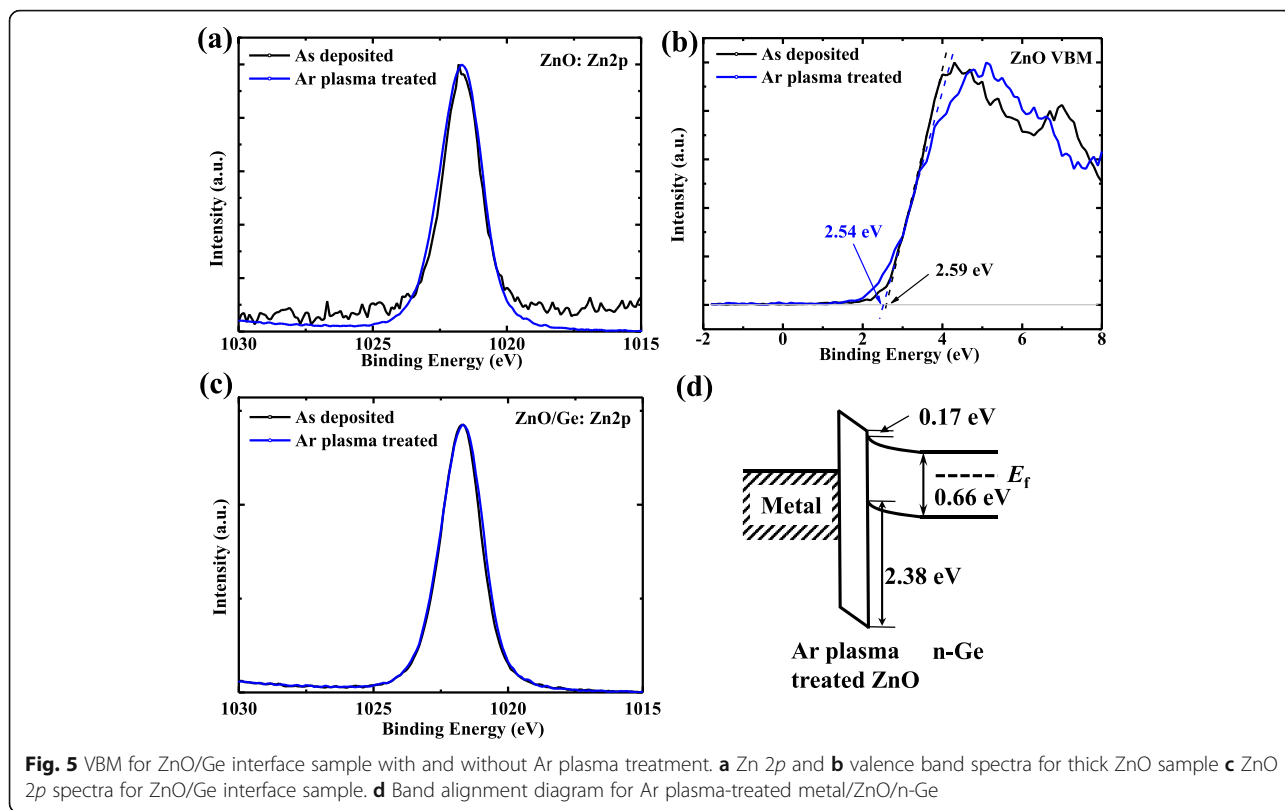 (a)
As deposited
Ar plasma treated
ZnO: Zn2p
Intensity (a.u.)
1030 1025 1020 1015
Binding Energy (eV)
(b)
As deposited
Ar plasma treated
ZnO VBM
Intensity (a.u.)
2.54 eV
2.59 eV
-2 0 2 4 6 8
Binding Energy (eV)
(c)
As deposited
Ar plasma treated
ZnO/Ge: Zn2p
Intensity (a.u.)
1030 1025 1020 1015
Binding Energy (eV)
(d)
0.17 eV
Ef
0.66 eV
Metal
2.38 eV
Ar plasma n-Ge
treated ZnO
Fig. 5 VBM for ZnO/Ge interface sample with and without Ar plasma treatment. a Zn 2p and b valence band spectra for thick ZnO sample c ZnO
2p spectra for ZnO/Ge interface sample. d Band alignment diagram for Ar plasma-treated metal/ZnO/n-Ge